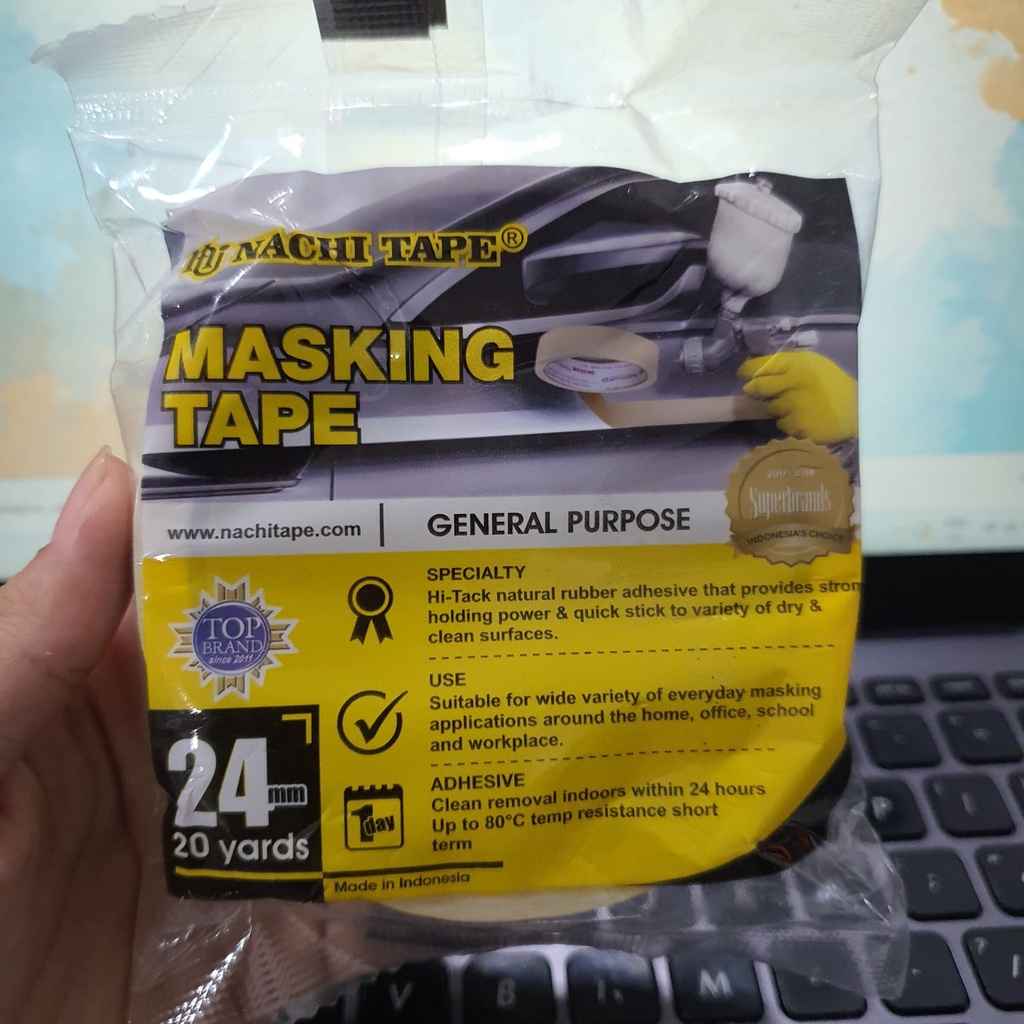 NACHI TAPE®
MASKING
TAPE
www.nachitape.com
GENERAL PURPOSE
2017 2018
Superbrands
INDONESIA'S CHOICE
SPECIALTY
Hi-Tack natural rubber adhesive that provides stron
holding power & quick stick to variety of dry &
clean surfaces.
TOP
BRAND
since 2011
USE
Suitable for wide variety of everyday masking
applications around the home, office, school
and workplace.
24mm
20 yards
1day
ADHESIVE
Clean removal indoors within 24 hours
Up to 80°C temp resistance short
term
Made in Indonesia
V
B
M